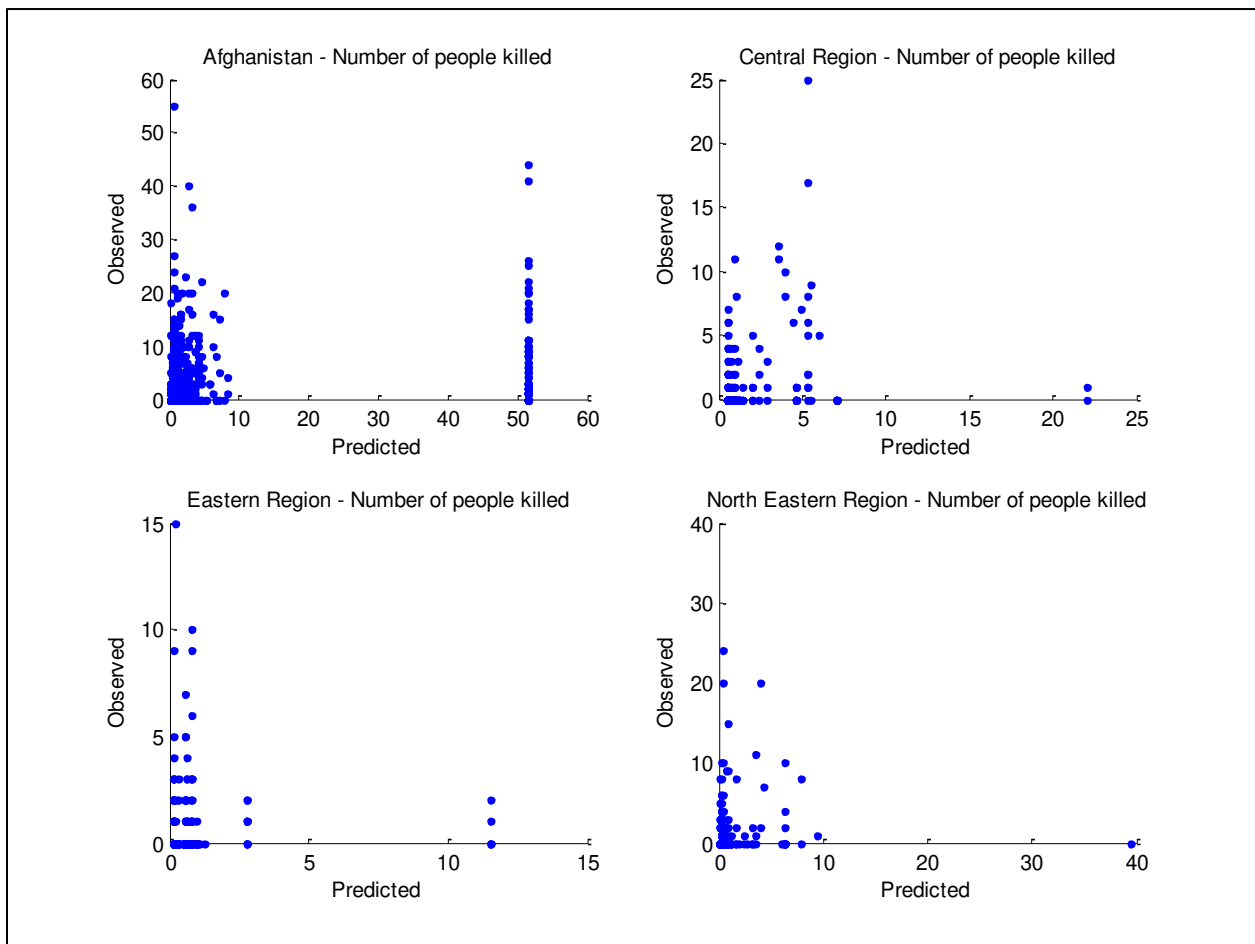 Afghanistan - Number of people killed
60
50
40
30
20
10
0
Observed
0 10 20 30 40 50 60
Predicted
Central Region - Number of people killed
25
20
15
10
5
0
Observed
0 5 10 15 20 25
Predicted
Eastern Region - Number of people killed
15
10
5
0
Observed
0 5 10 15
Predicted
North Eastern Region - Number of people killed
40
30
20
10
0
Observed
0 10 20 30 40
Predicted